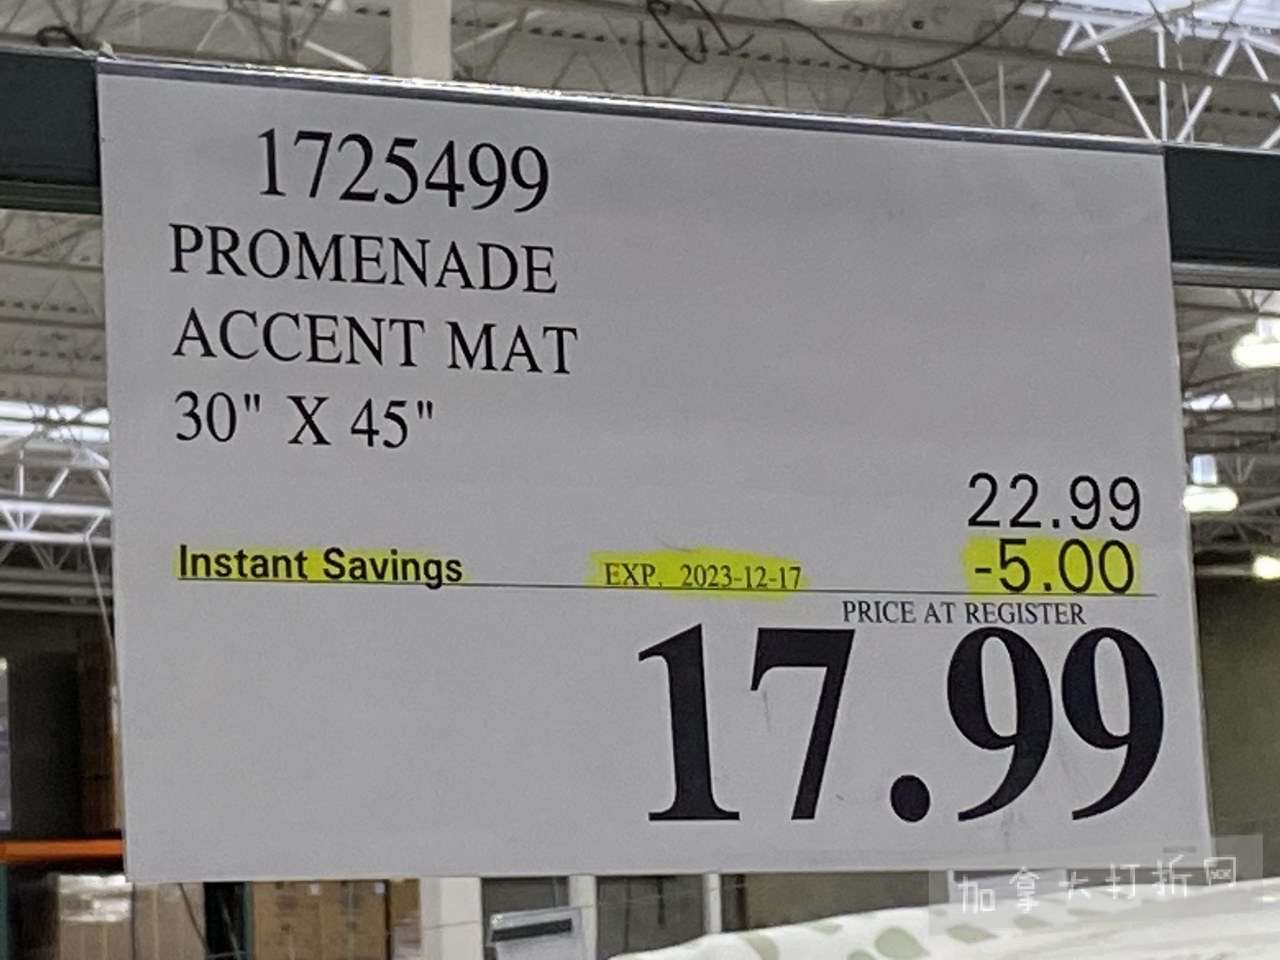 1725499
PROMENADE
ACCENT MAT
30" X 45"
22.99
Instant Savings EXP. 2023-12-17 -5.00
PRICE AT REGISTER
17.99
加拿大打折网